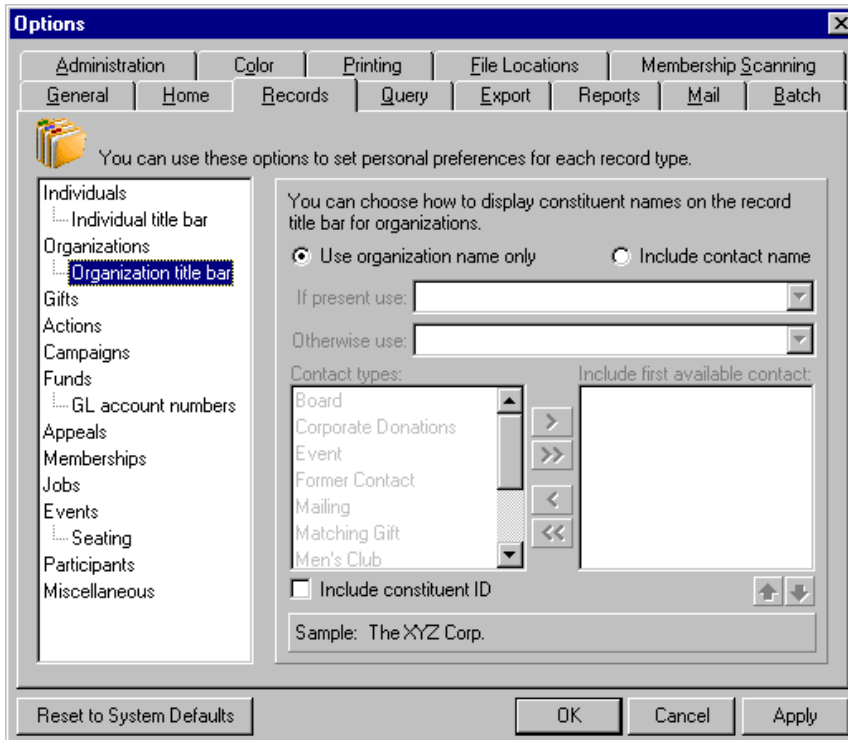 Options
Administration Color Printing File Locations Membership Scanning
General Home Records Query Export Reports Mail Batch
You can use these options to set personal preferences for each record type.
Individuals
Individual title bar
Organizations
Organization title bar
Gifts
Actions
Campaigns
Funds
GL account numbers
Appeals
Memberships
Jobs
Events
Seating
Participants
Miscellaneous
You can choose how to display constituent names on the record
title bar for organizations.
Use organization name only Include contact name
If present use:
Otherwise use:
Contact types: Include first available contact:
Board
Corporate Donations
Event
Former Contact
Mailing
Matching Gift
Men's Club
>
>>
<
<<
Include constituent ID
Sample: The XYZ Corp.
Reset to System Defaults OK Cancel Apply